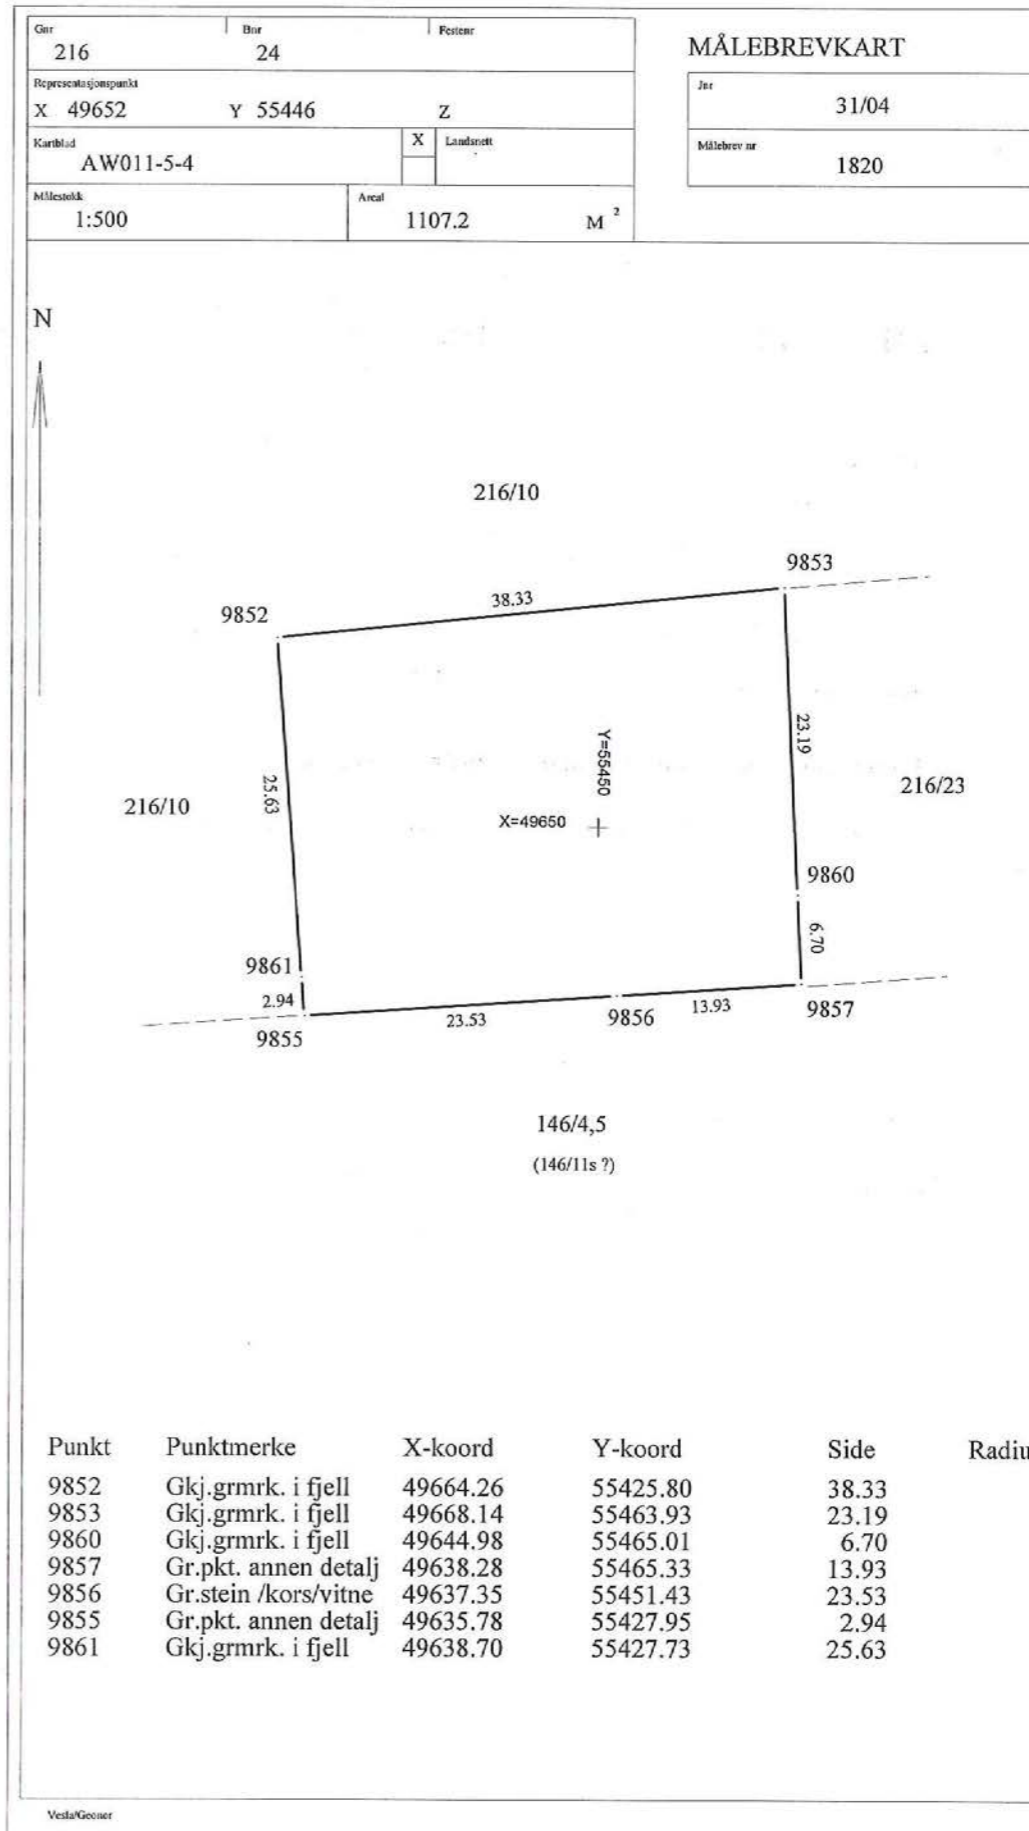 Gnr Bnr Festenr
216 24
MÅLEBREVKART
Representasjonspunkt
X 49652 Y 55446 Z
Jnr
31/04
Kartblad X Landsnett
AW011-5-4
Målebrev nr
1820
Målestokk Areal
1:500 1107.2 M 2
N
216/10
9853
38.33
9852
23.19
Y=55450
216/23
25.63
216/10
X=49650
9860
6.70
9861
2.94
9855
23.53
9856
13.93
9857
146/4,5
(146/11s ?)
Punkt Punktmerke X-koord Y-koord Side Radiu
9852 Gkj.grmrk. i fjell 49664.26 55425.80 38.33
9853 Gkj.grmrk. i fjell 49668.14 55463.93 23.19
9860 Gkj.grmrk. i fjell 49644.98 55465.01 6.70
9857 Gr.pkt. annen detalj 49638.28 55465.33 13.93
9856 Gr.stein /kors/vitne 49637.35 55451.43 23.53
9855 Gr.pkt. annen detalj 49635.78 55427.95 2.94
9861 Gkj.grmrk. i fjell 49638.70 55427.73 25.63
Vesla/Geonor